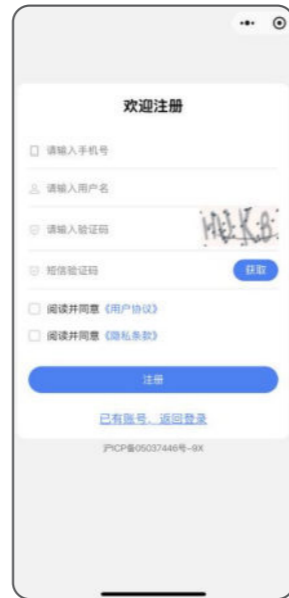 欢迎注册
请输入手机号
请输入用户名
请输入验证码
短信验证码 获取
阅读并同意《用户协议》
阅读并同意《隐私条款》
注册
已有账号，返回登录
沪ICP备05037446号-9X